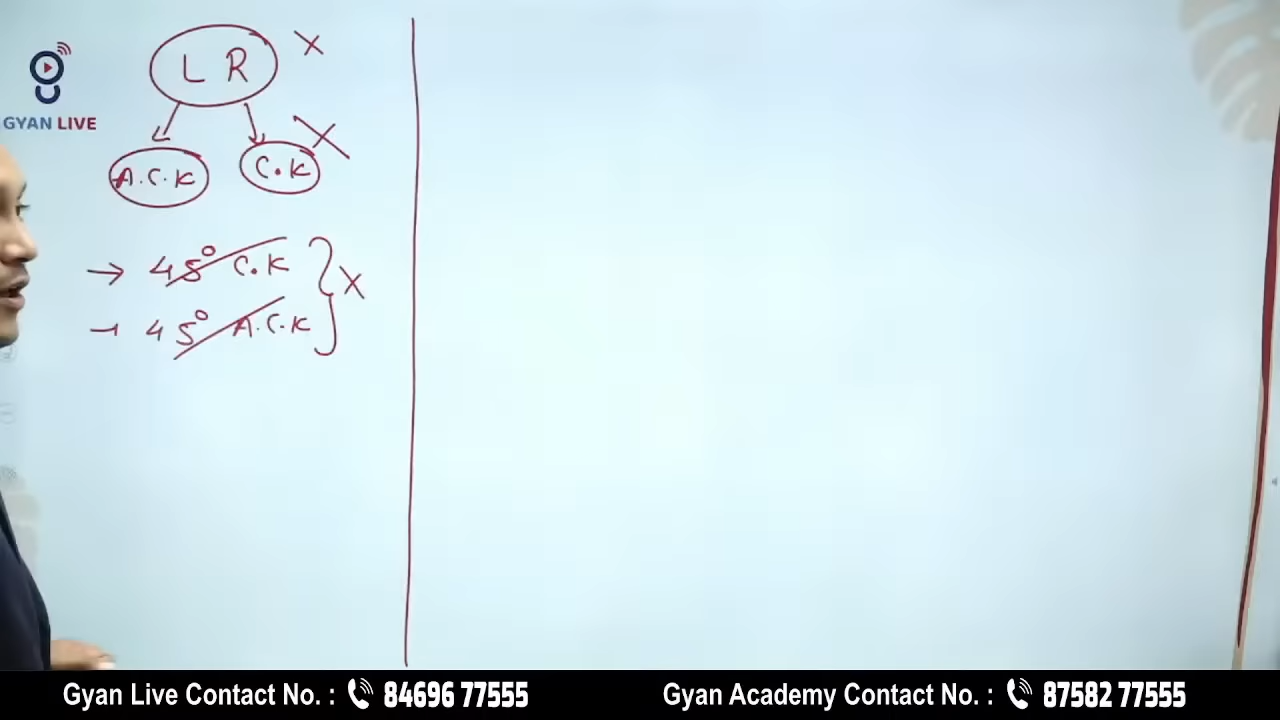 L R ×
GYAN LIVE
A.C.K C.K ×
→ 45° C.K } ×
→ 45° A.C.K
Gyan Live Contact No. : 84696 77555 Gyan Academy Contact No. : 87582 77555